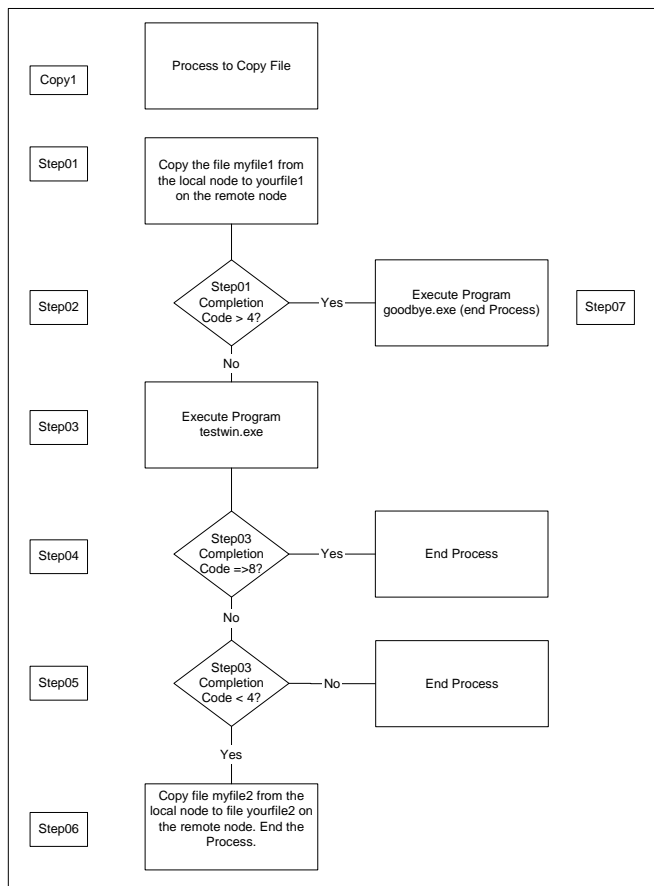 Copy1
Process to Copy File
Step01
Copy the file myfile1 from
the local node to yourfile1
on the remote node
Step02
Step01
Completion
Code > 4?
Yes
Execute Program
goodbye.exe (end Process)
Step07
No
Step03
Execute Program
testwin.exe
Step04
Step03
Completion
Code =>8?
Yes
End Process
No
Step05
Step03
Completion
Code < 4?
No
End Process
Yes
Step06
Copy file myfile2 from the
local node to file yourfile2 on
the remote node. End the
Process.